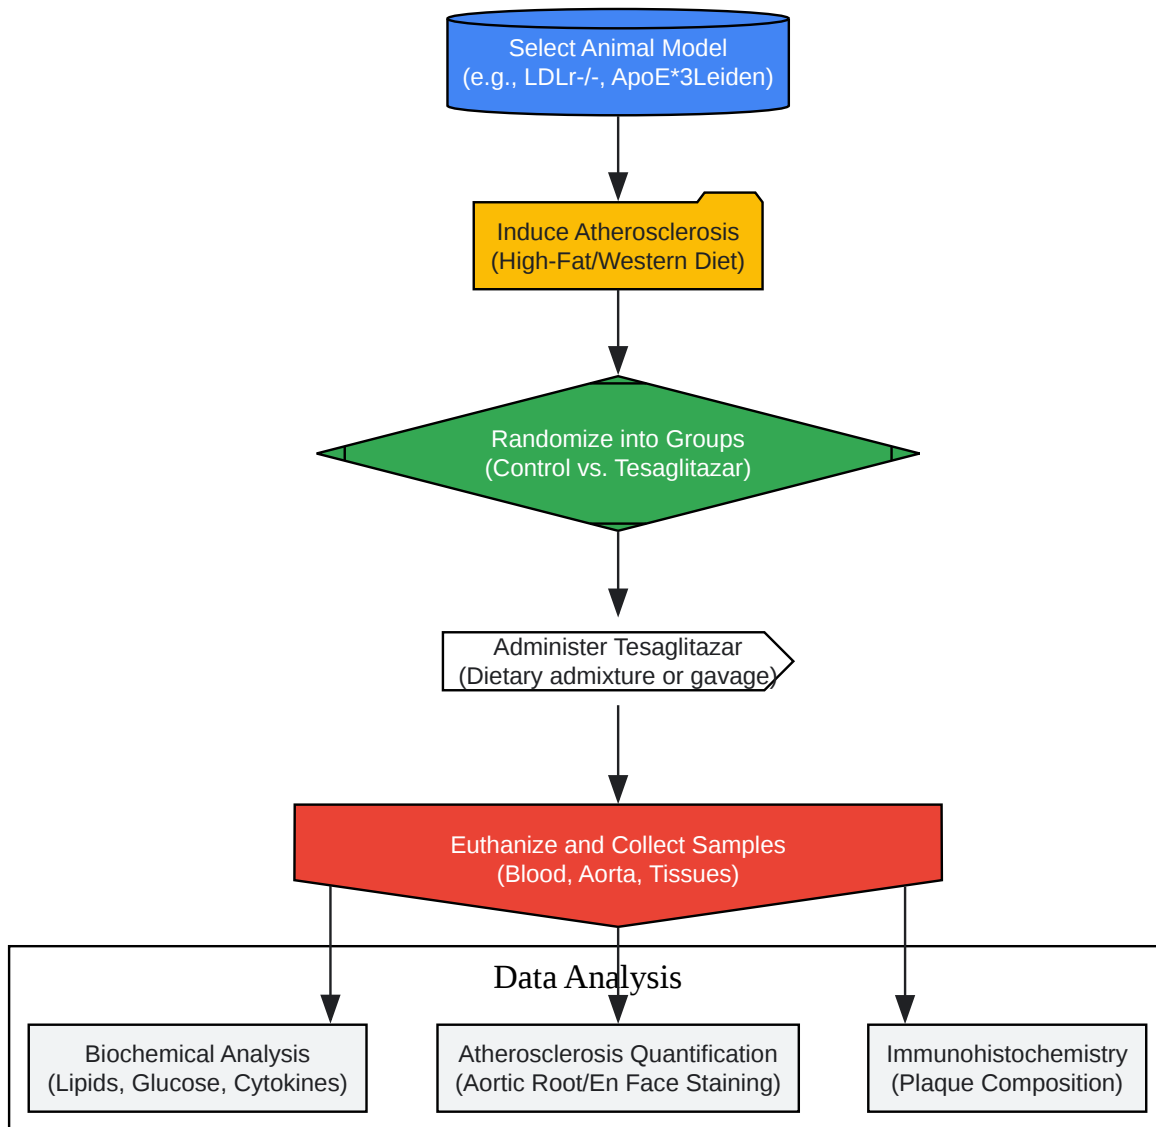 Select Animal Model
(e.g., LDLr-/-, ApoE*3Leiden)
Induce Atherosclerosis
(High-Fat/Western Diet)
Randomize into Groups
(Control vs. Tesaglitazar)
Administer Tesaglitazar
(Dietary admixture or gavage)
Euthanize and Collect Samples
(Blood, Aorta, Tissues)
Data Analysis
Biochemical Analysis
(Lipids, Glucose, Cytokines)
Atherosclerosis Quantification
(Aortic Root/En Face Staining)
Immunohistochemistry
(Plaque Composition)